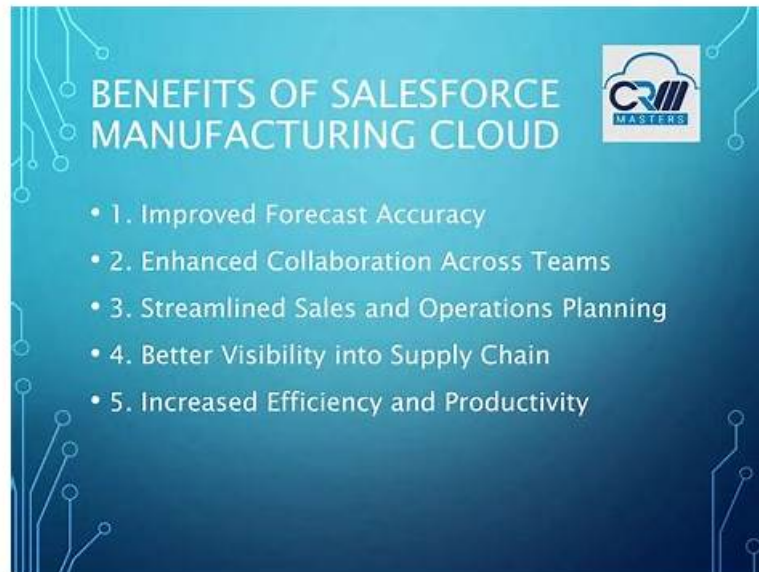 BENEFITS OF SALESFORCE
MANUFACTURING CLOUD
CRM
MASTERS
• 1. Improved Forecast Accuracy
• 2. Enhanced Collaboration Across Teams
• 3. Streamlined Sales and Operations Planning
• 4. Better Visibility into Supply Chain
• 5. Increased Efficiency and Productivity